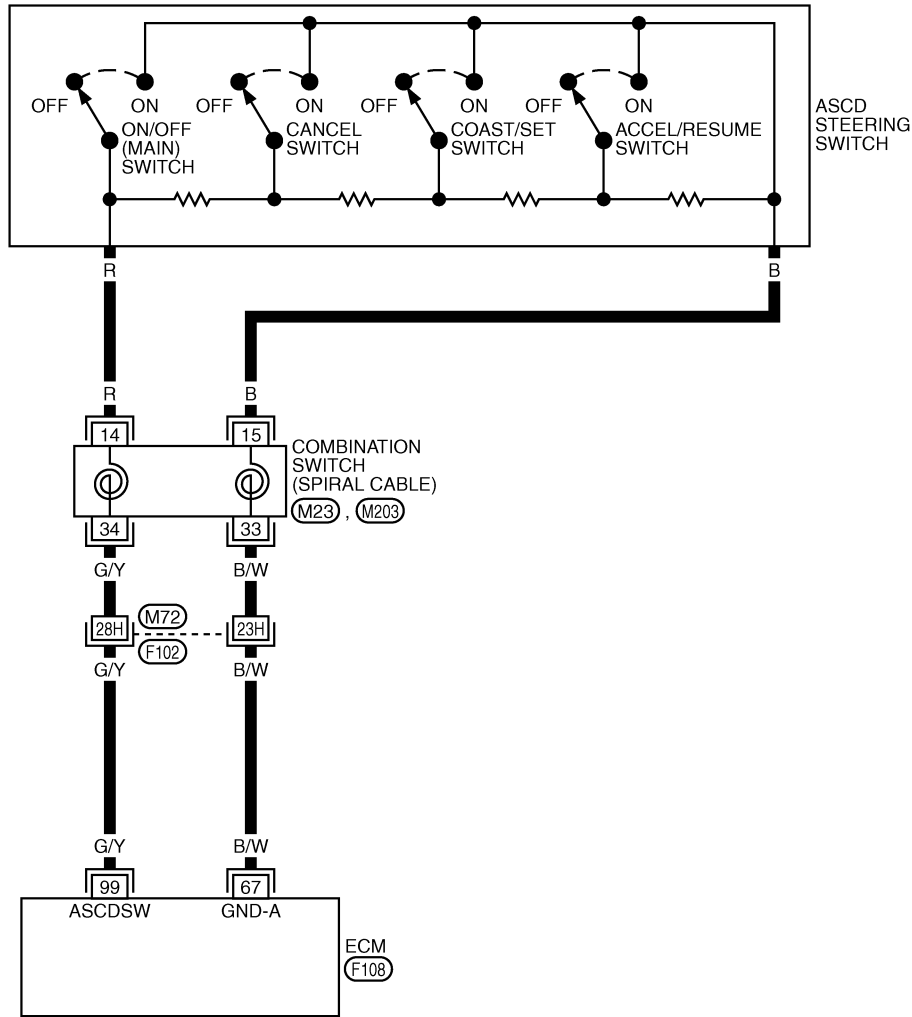 OFF ON OFF ON OFF ON OFF ON
ON/OFF
(MAIN)
SWITCH
CANCEL
SWITCH
COAST/SET
SWITCH
ACCEL/RESUME
SWITCH
ASCD
STEERING
SWITCH
R B
R B
14 15
COMBINATION
SWITCH
(SPIRAL CABLE)
M23 , M203
34 33
G/Y B/W
28H M72 23H
F102
G/Y B/W
G/Y B/W
99 67
ASCDSW GND-A
ECM
F108